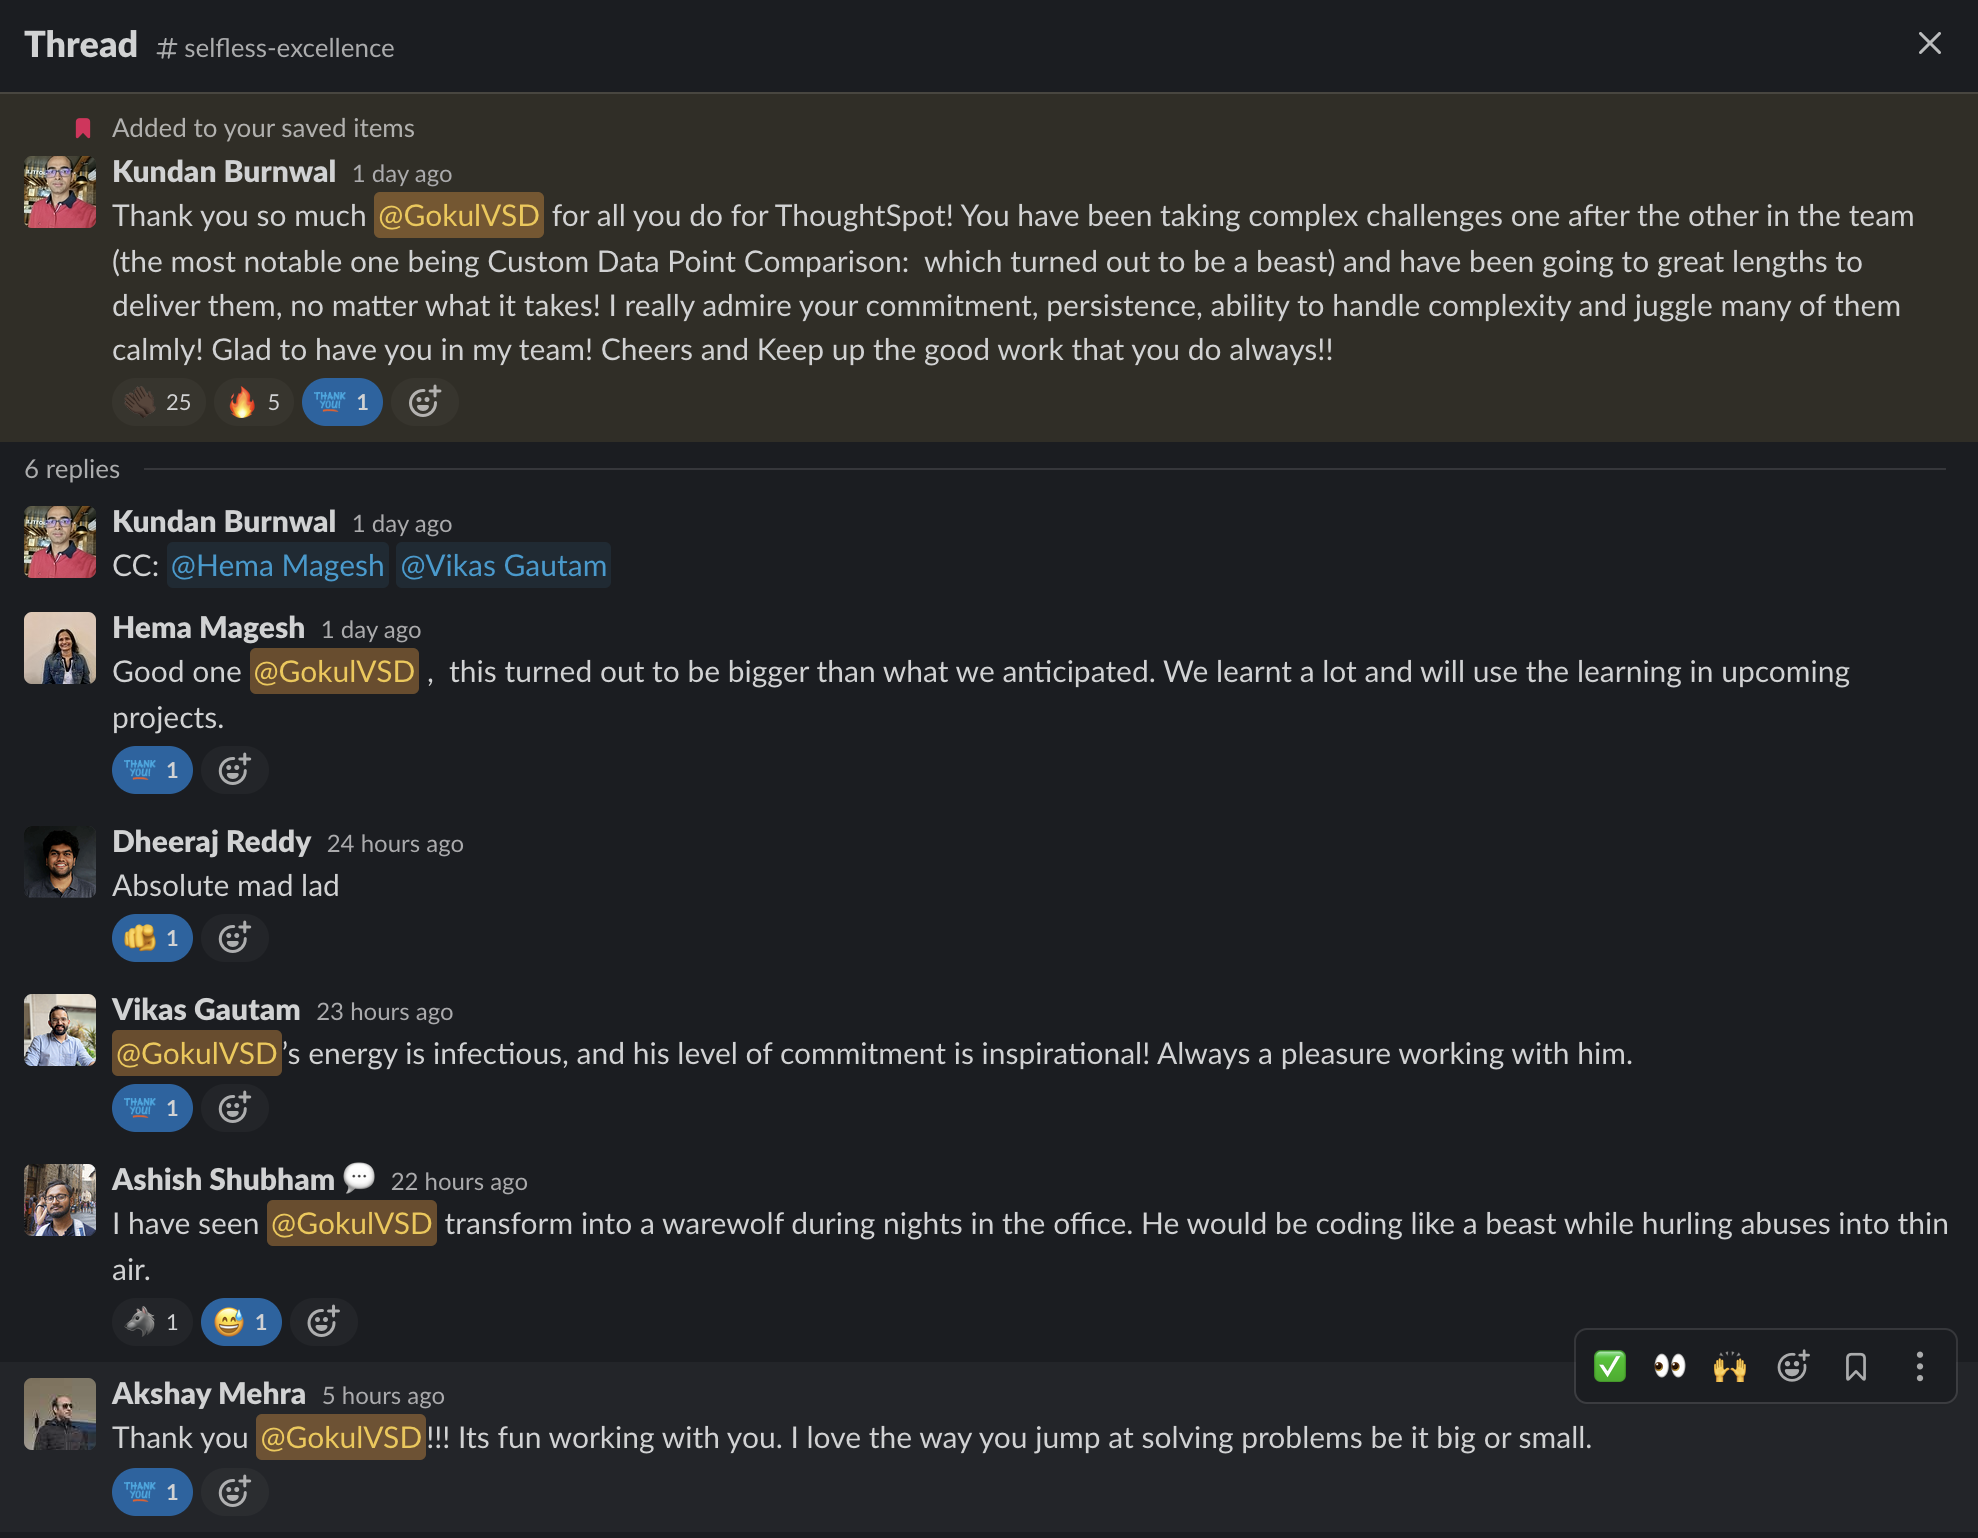 Thread # selfless-excellence
Added to your saved items
Kundan Burnwal 1 day ago
Thank you so much @GokulVSD for all you do for ThoughtSpot! You have been taking complex challenges one after the other in the team
(the most notable one being Custom Data Point Comparison:  which turned out to be a beast) and have been going to great lengths to
deliver them, no matter what it takes! I really admire your commitment, persistence, ability to handle complexity and juggle many of them
calmly! Glad to have you in my team! Cheers and Keep up the good work that you do always!!
25 5 THANK YOU! 1
6 replies
Kundan Burnwal 1 day ago
CC: @Hema Magesh @Vikas Gautam
Hema Magesh 1 day ago
Good one @GokulVSD ,  this turned out to be bigger than what we anticipated. We learnt a lot and will use the learning in upcoming
projects.
THANK YOU! 1
Dheeraj Reddy 24 hours ago
Absolute mad lad
1
Vikas Gautam 23 hours ago
@GokulVSD's energy is infectious, and his level of commitment is inspirational! Always a pleasure working with him.
THANK YOU! 1
Ashish Shubham 22 hours ago
I have seen @GokulVSD transform into a warewolf during nights in the office. He would be coding like a beast while hurling abuses into thin
air.
1 1
Akshay Mehra 5 hours ago
Thank you @GokulVSD!!! Its fun working with you. I love the way you jump at solving problems be it big or small.
THANK YOU! 1